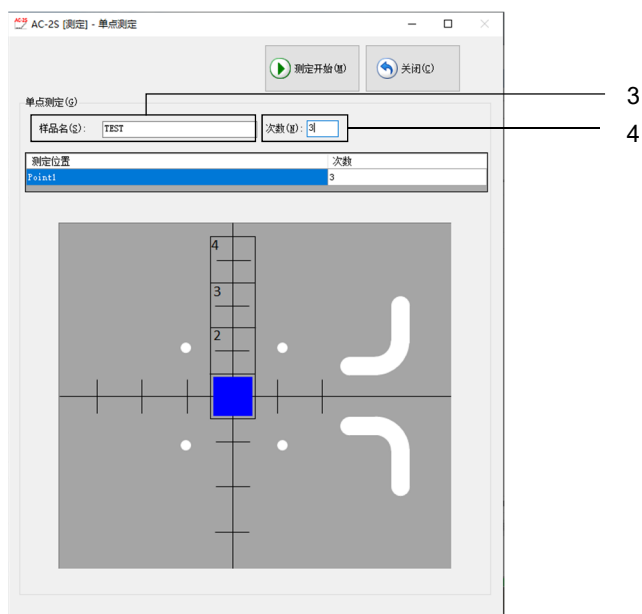 AC-2S [测定] - 单点测定
测定开始(M)
关闭(C)
单点测定(G)
样品名(S): TEST
次数(N): 3
3
4
测定位置 次数
Point1 3
4
3
2